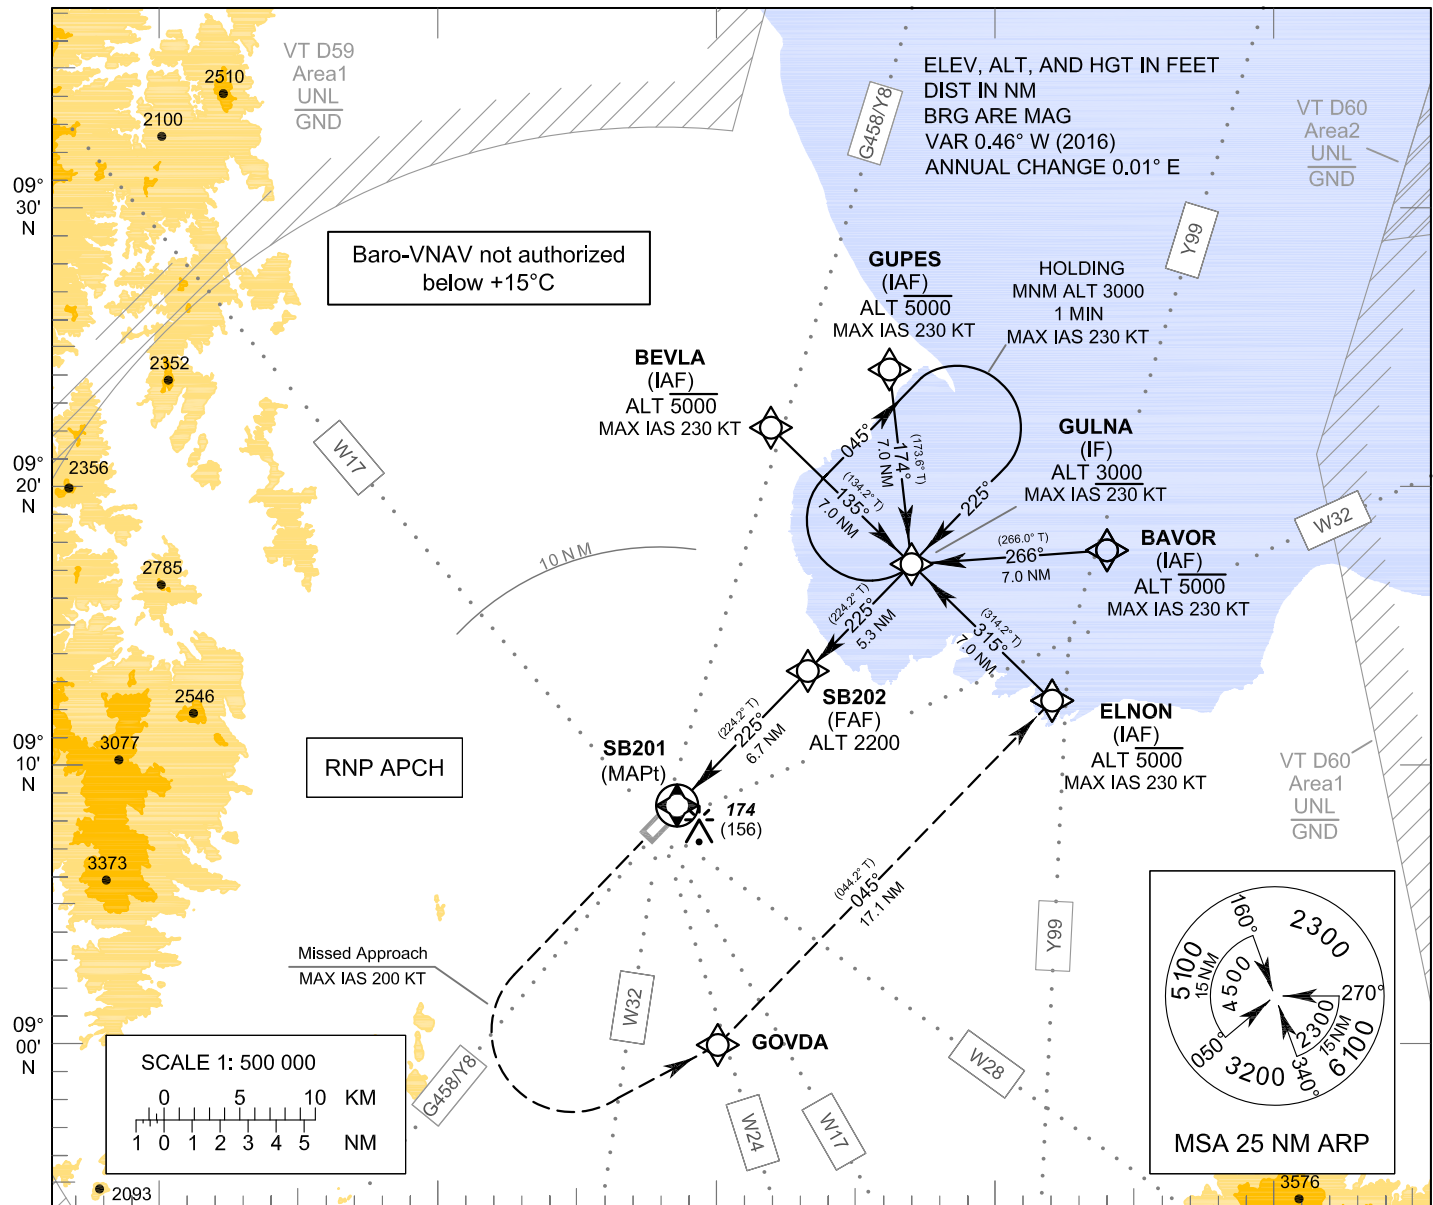 VT D59
Area1
UNL
GND
2510
2100
ELEV, ALT, AND HGT IN FEET
DIST IN NM
BRG ARE MAG
VAR 0.46° W (2016)
ANNUAL CHANGE 0.01° E
G458/Y8
VT D60
Area2
UNL
GND
09°
30'
N
Y99
Baro-VNAV not authorized
below +15°C
GUPES
(IAF)
ALT 5000
MAX IAS 230 KT
HOLDING
MNM ALT 3000
1 MIN
MAX IAS 230 KT
2352
BEVLA
(IAF)
ALT 5000
MAX IAS 230 KT
GULNA
(IF)
ALT 3000
MAX IAS 230 KT
045°
(173.6° T)
174°
7.0 NM
225°
(134.2° T)
135°
7.0 NM
W17
2356
09°
20'
N
W32
10 NM
(266.0° T)
266°
7.0 NM
BAVOR
(IAF)
ALT 5000
MAX IAS 230 KT
2785
(224.2° T)
225°
5.3 NM
(314.2° T)
315°
7.0 NM
2546
SB202
(FAF)
ALT 2200
ELNON
(IAF)
ALT 5000
MAX IAS 230 KT
(224.2° T)
225°
6.7 NM
3077
09°
10'
N
RNP APCH
SB201
(MAPt)
174
(156)
VT D60
Area1
UNL
GND
3373
(044.2° T)
045°
17.1 NM
Missed Approach
MAX IAS 200 KT
Y99
W32
160°
2300
5100
15 NM
4500
270°
2300
15 NM
6100
050°
3200
340°
MSA 25 NM ARP
09°
00'
N
GOVDA
W28
SCALE 1: 500 000
0 5 10 KM
1 0 1 2 3 4 5 NM
G458/Y8
W24
W17
2093
3576